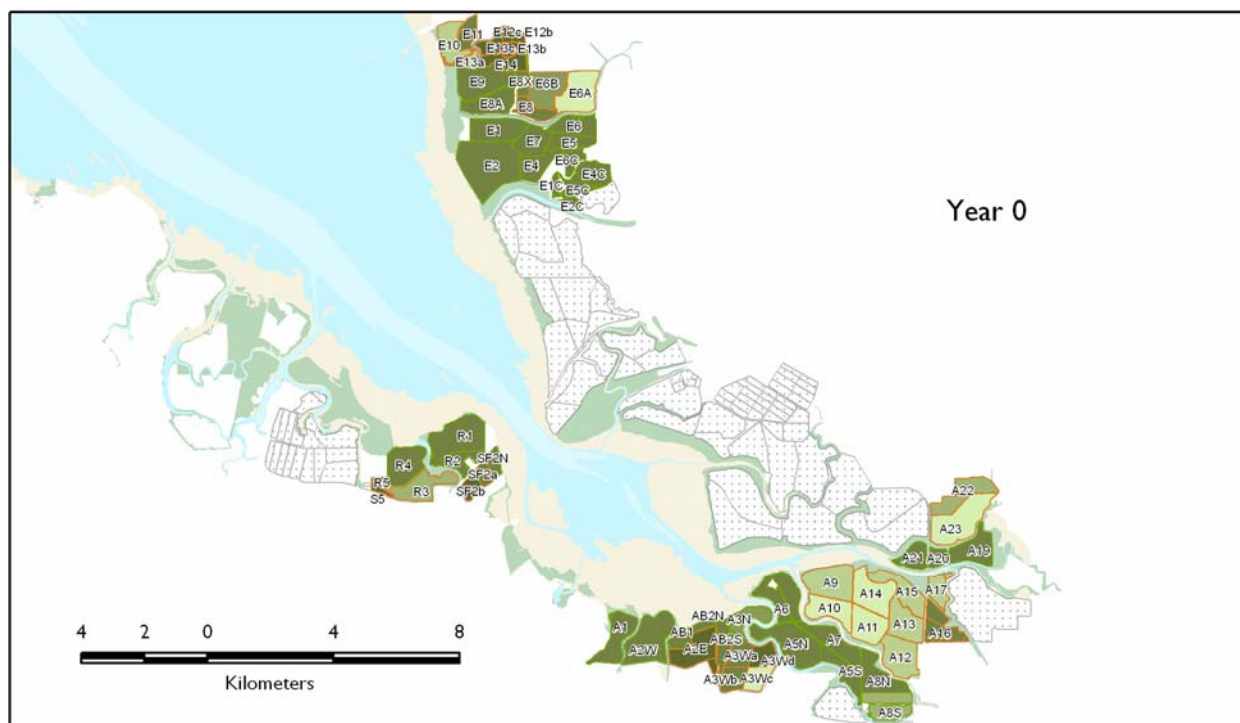 E10 E11 E12c E12b
E13c E13b
E13a E14
E9 E8X E6B
E8A E8 E6A
E1 E7 E6
E5
E2 E4 E6C
E4C
E1C E5C
E2C
Year 0
R1
R4 R2 SF2N
SF2a
R5 R3 SF2b
S5
A22
A23
A21 A20 A19
A9 A14 A15 A17
A10 A11 A13 A16
A12
A6
AB2N A3N
A1 AB1 AB2S A5N A7
A2W A2E A3Wa A3Wd
A5S
A3Wb A3Wc A8N
A8S
4 2 0 4 8
Kilometers